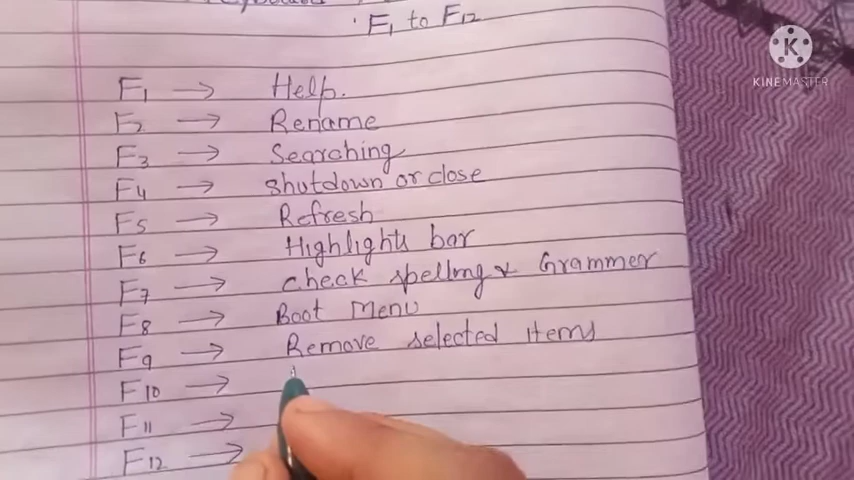 F1 to F12
F1 → Help.
F2 → Rename
F3 → Searching
F4 → Shutdown or close
F5 → Refresh
F6 → Highlights bar
F7 → check spelling & Grammer
F8 → Boot Menu
F9 → Remove selected items
F10 →
F11 →
F12 →
K
KINEMASTER